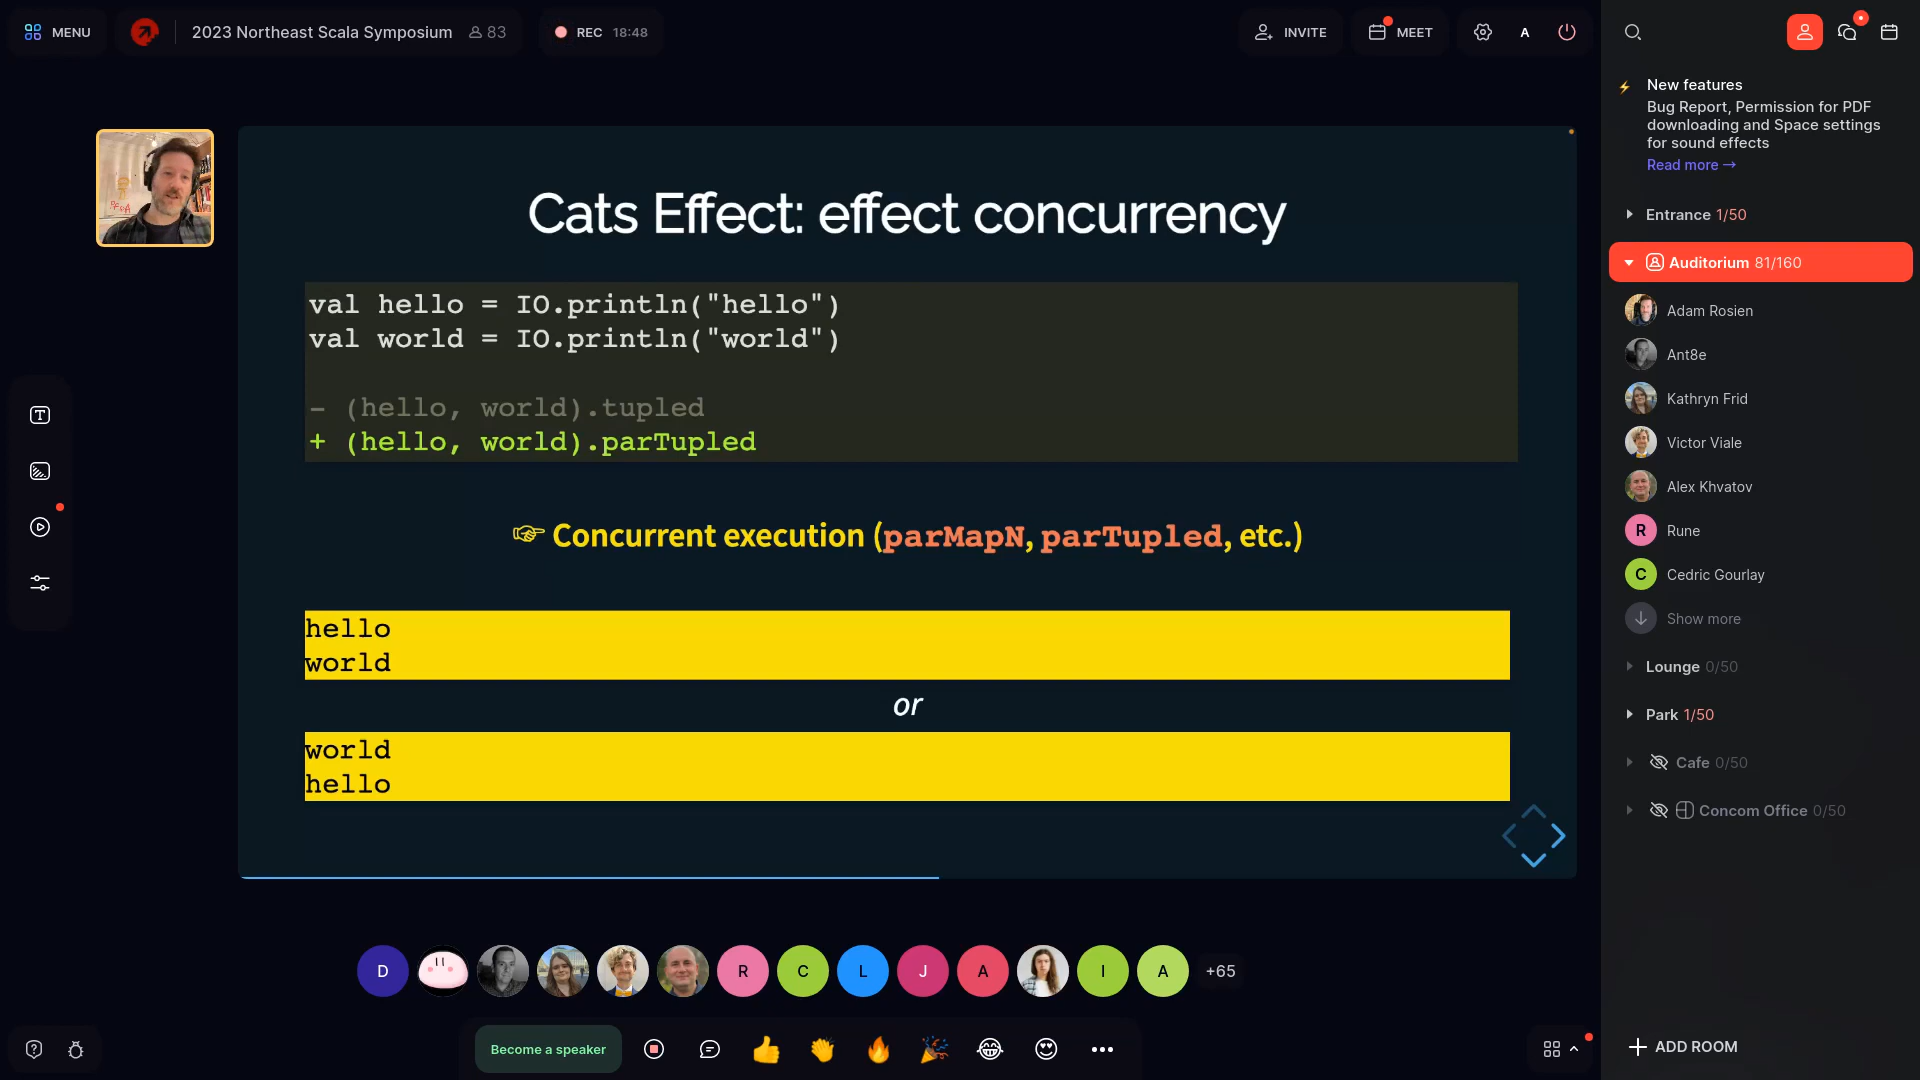 MENU
2023 Northeast Scala Symposium 83
REC 18:48
INVITE
MEET
A
New features
Bug Report, Permission for PDF
downloading and Space settings
for sound effects
Read more →
Entrance 1/50
Auditorium 81/160
Adam Rosien
Ant8e
Kathryn Frid
Victor Viale
Alex Khvatov
R Rune
C Cedric Gourlay
Show more
Lounge 0/50
Park 1/50
Cafe 0/50
Concom Office 0/50
ADD ROOM
Cats Effect: effect concurrency
val hello = IO.println("hello")
val world = IO.println("world")
- (hello, world).tupled
+ (hello, world).parTupled
☞ Concurrent execution (parMapN, parTupled, etc.)
hello
world
or
world
hello
D R C L J A I A +65
Become a speaker